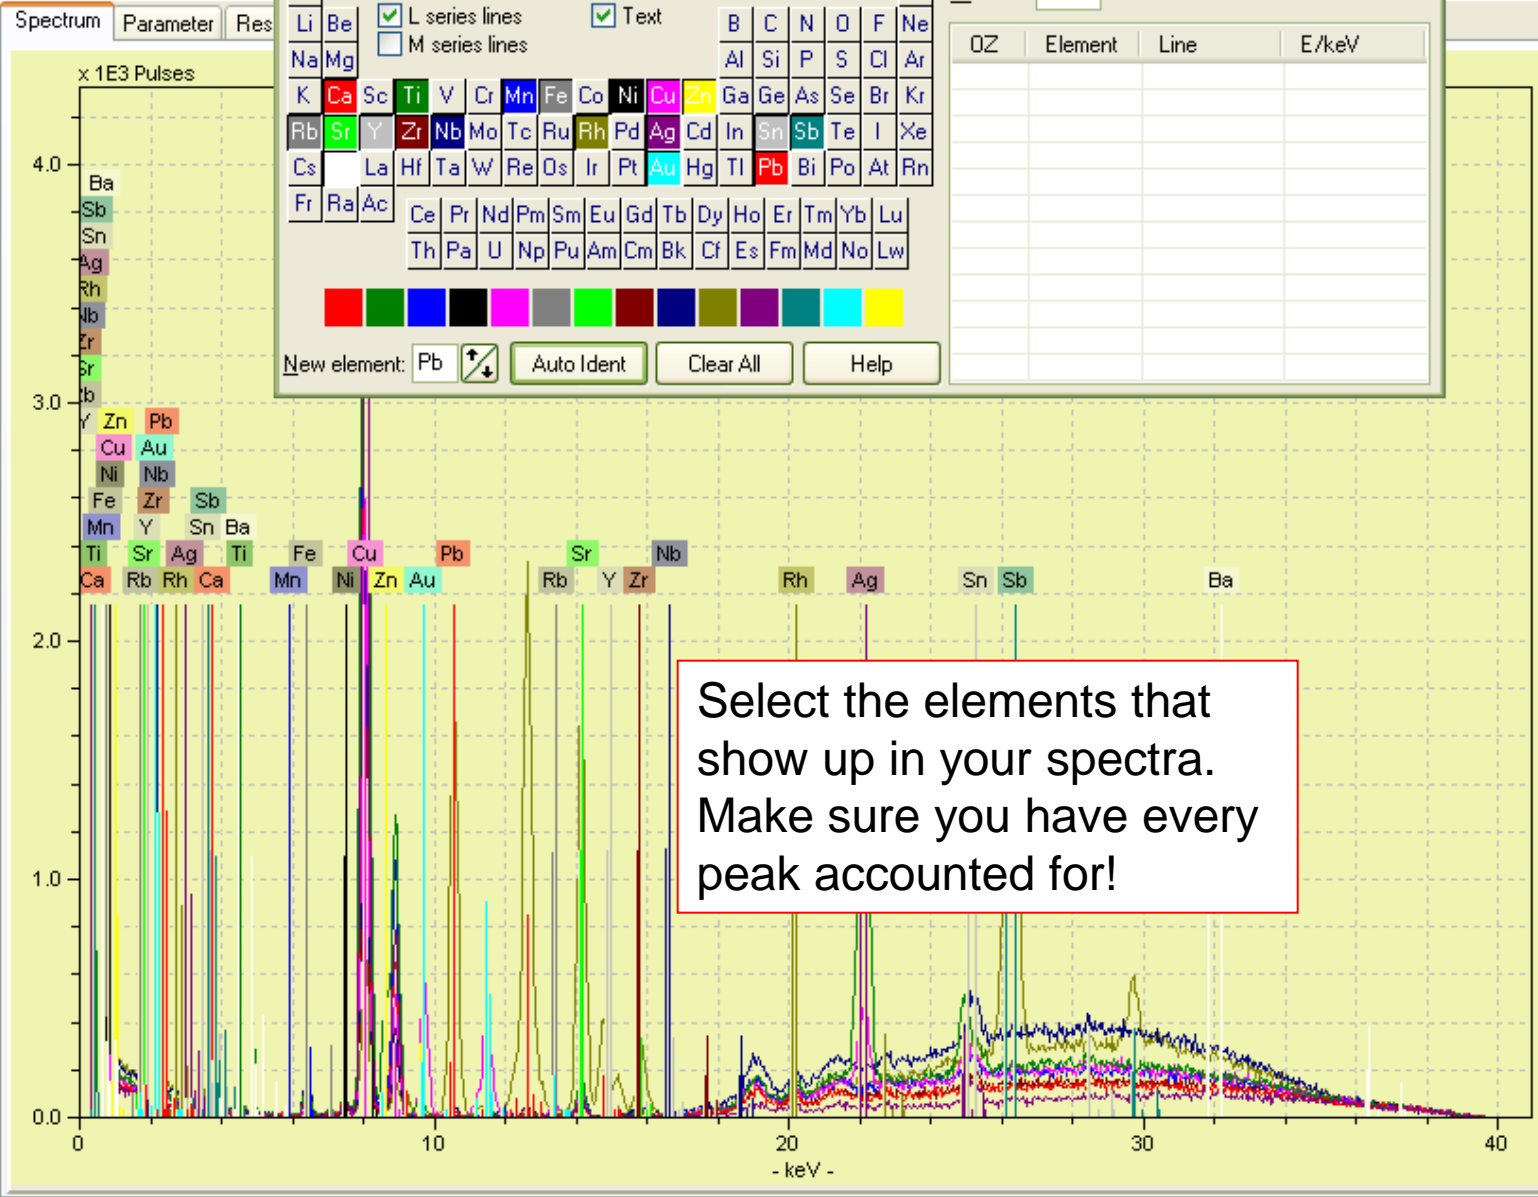 Spectrum Parameter Res
L series lines Text
M series lines
Li Be B C N O F Ne
Na Mg Al Si P S Cl Ar
K Ca Sc Ti V Cr Mn Fe Co Ni Cu Zn Ga Ge As Se Br Kr
Rb Sr Y Zr Nb Mo Tc Ru Rh Pd Ag Cd In Sn Sb Te I Xe
Cs La Hf Ta W Re Os Ir Pt Au Hg Tl Pb Bi Po At Rn
Fr Ra Ac
Ce Pr Nd Pm Sm Eu Gd Tb Dy Ho Er Tm Yb Lu
Th Pa U Np Pu Am Cm Bk Cf Es Fm Md No Lw
New element: Pb Auto Ident Clear All Help
OZ Element Line E/keV
x 1E3 Pulses
4.0
3.0
2.0
1.0
0.0
Ba
Sb
Sn
Ag
Rh
Nb
Zr
Sr
Rb
Y Zn Pb
Cu Au
Ni Nb
Fe Zr Sb
Mn Y Sn Ba
Ti Sr Ag Ti Fe Cu Pb Sr Nb
Ca Rb Rh Ca Mn Ni Zn Au Rb Y Zr Rh Ag Sn Sb Ba
Select the elements that
show up in your spectra.
Make sure you have every
peak accounted for!
0 10 20 30 40
- keV -